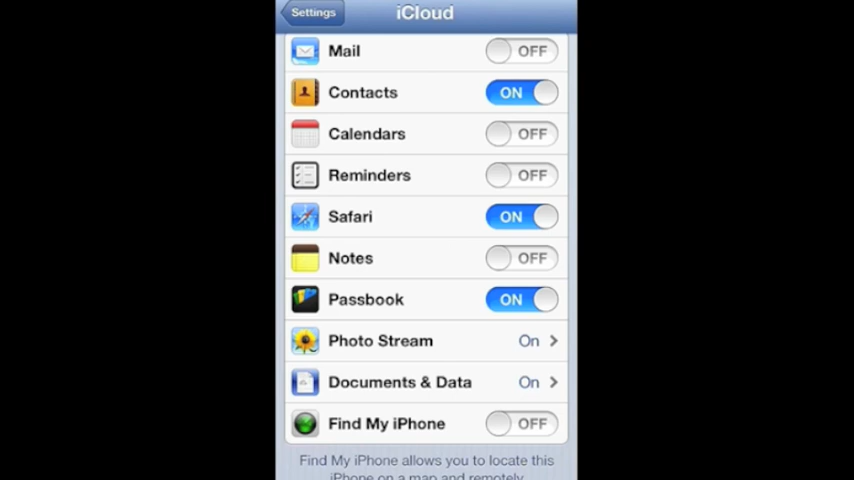 Settings
iCloud
Mail OFF
Contacts ON
Calendars OFF
Reminders OFF
Safari ON
Notes OFF
Passbook ON
Photo Stream On
Documents & Data On
Find My iPhone OFF
Find My iPhone allows you to locate this
iPhone on a map and remotely